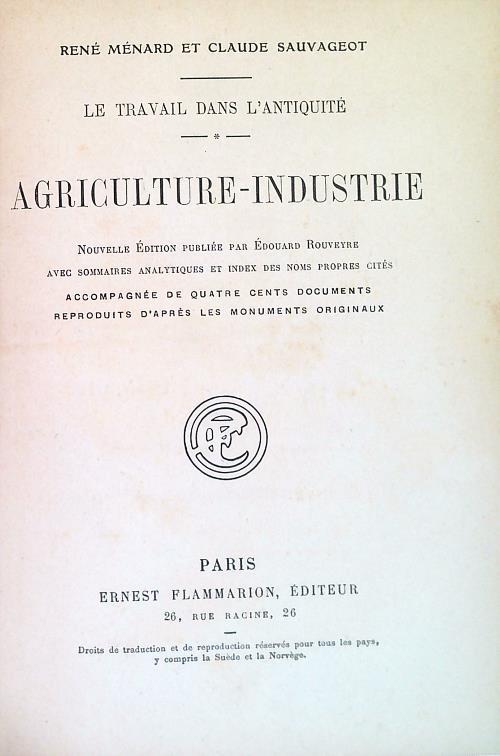 RENÉ MÉNARD ET CLAUDE SAUVAGEOT
LE TRAVAIL DANS L'ANTIQUITÉ
*
AGRICULTURE-INDUSTRIE
NOUVELLE ÉDITION PUBLIÉE PAR ÉDOUARD ROUVEYRE
AVEC SOMMAIRES ANALYTIQUES ET INDEX DES NOMS PROPRES CITÉS
ACCOMPAGNÉE DE QUATRE CENTS DOCUMENTS
REPRODUITS D'APRÈS LES MONUMENTS ORIGINAUX
PARIS
ERNEST FLAMMARION, ÉDITEUR
26, RUE RACINE, 26
Droits de traduction et de reproduction réservés pour tous les pays,
y compris la Suède et la Norvège.